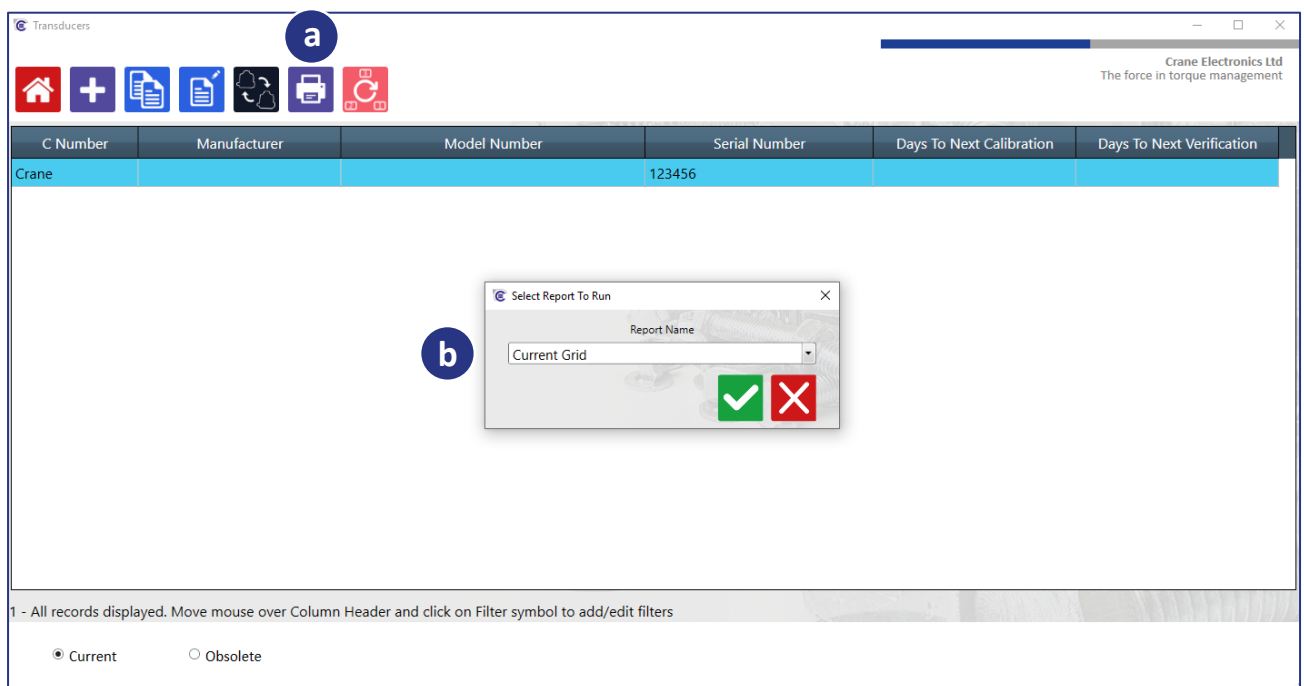 Transducers
a
Crane Electronics Ltd
The force in torque management
C Number Manufacturer Model Number Serial Number Days To Next Calibration Days To Next Verification
Crane 123456
Select Report To Run
Report Name
b
Current Grid
1 - All records displayed. Move mouse over Column Header and click on Filter symbol to add/edit filters
Current Obsolete